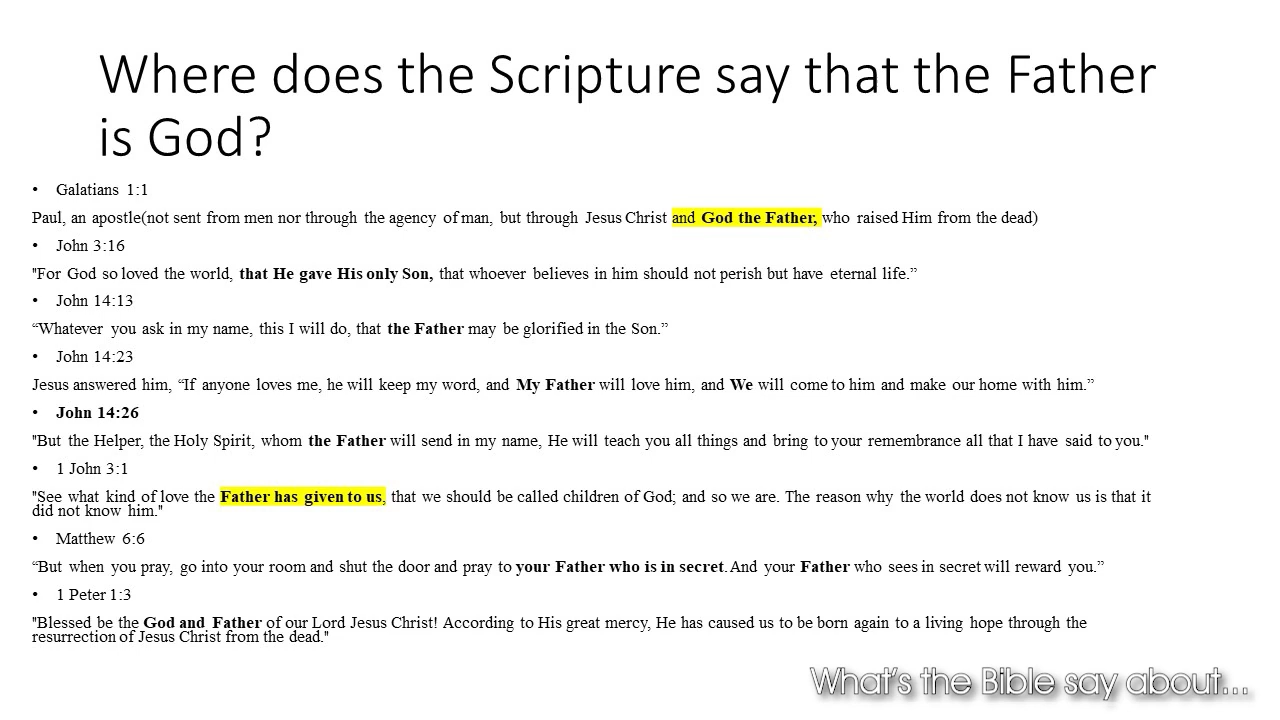 Where does the Scripture say that the Father
is God?
• Galatians 1:1
Paul, an apostle(not sent from men nor through the agency of man, but through Jesus Christ and God the Father, who raised Him from the dead)
• John 3:16
"For God so loved the world, that He gave His only Son, that whoever believes in him should not perish but have eternal life.”
• John 14:13
“Whatever you ask in my name, this I will do, that the Father may be glorified in the Son.”
• John 14:23
Jesus answered him, “If anyone loves me, he will keep my word, and My Father will love him, and We will come to him and make our home with him.”
• John 14:26
"But the Helper, the Holy Spirit, whom the Father will send in my name, He will teach you all things and bring to your remembrance all that I have said to you."
• 1 John 3:1
"See what kind of love the Father has given to us, that we should be called children of God; and so we are. The reason why the world does not know us is that it
did not know him."
• Matthew 6:6
“But when you pray, go into your room and shut the door and pray to your Father who is in secret. And your Father who sees in secret will reward you.”
• 1 Peter 1:3
"Blessed be the God and Father of our Lord Jesus Christ! According to His great mercy, He has caused us to be born again to a living hope through the
resurrection of Jesus Christ from the dead."
What's the Bible say about...